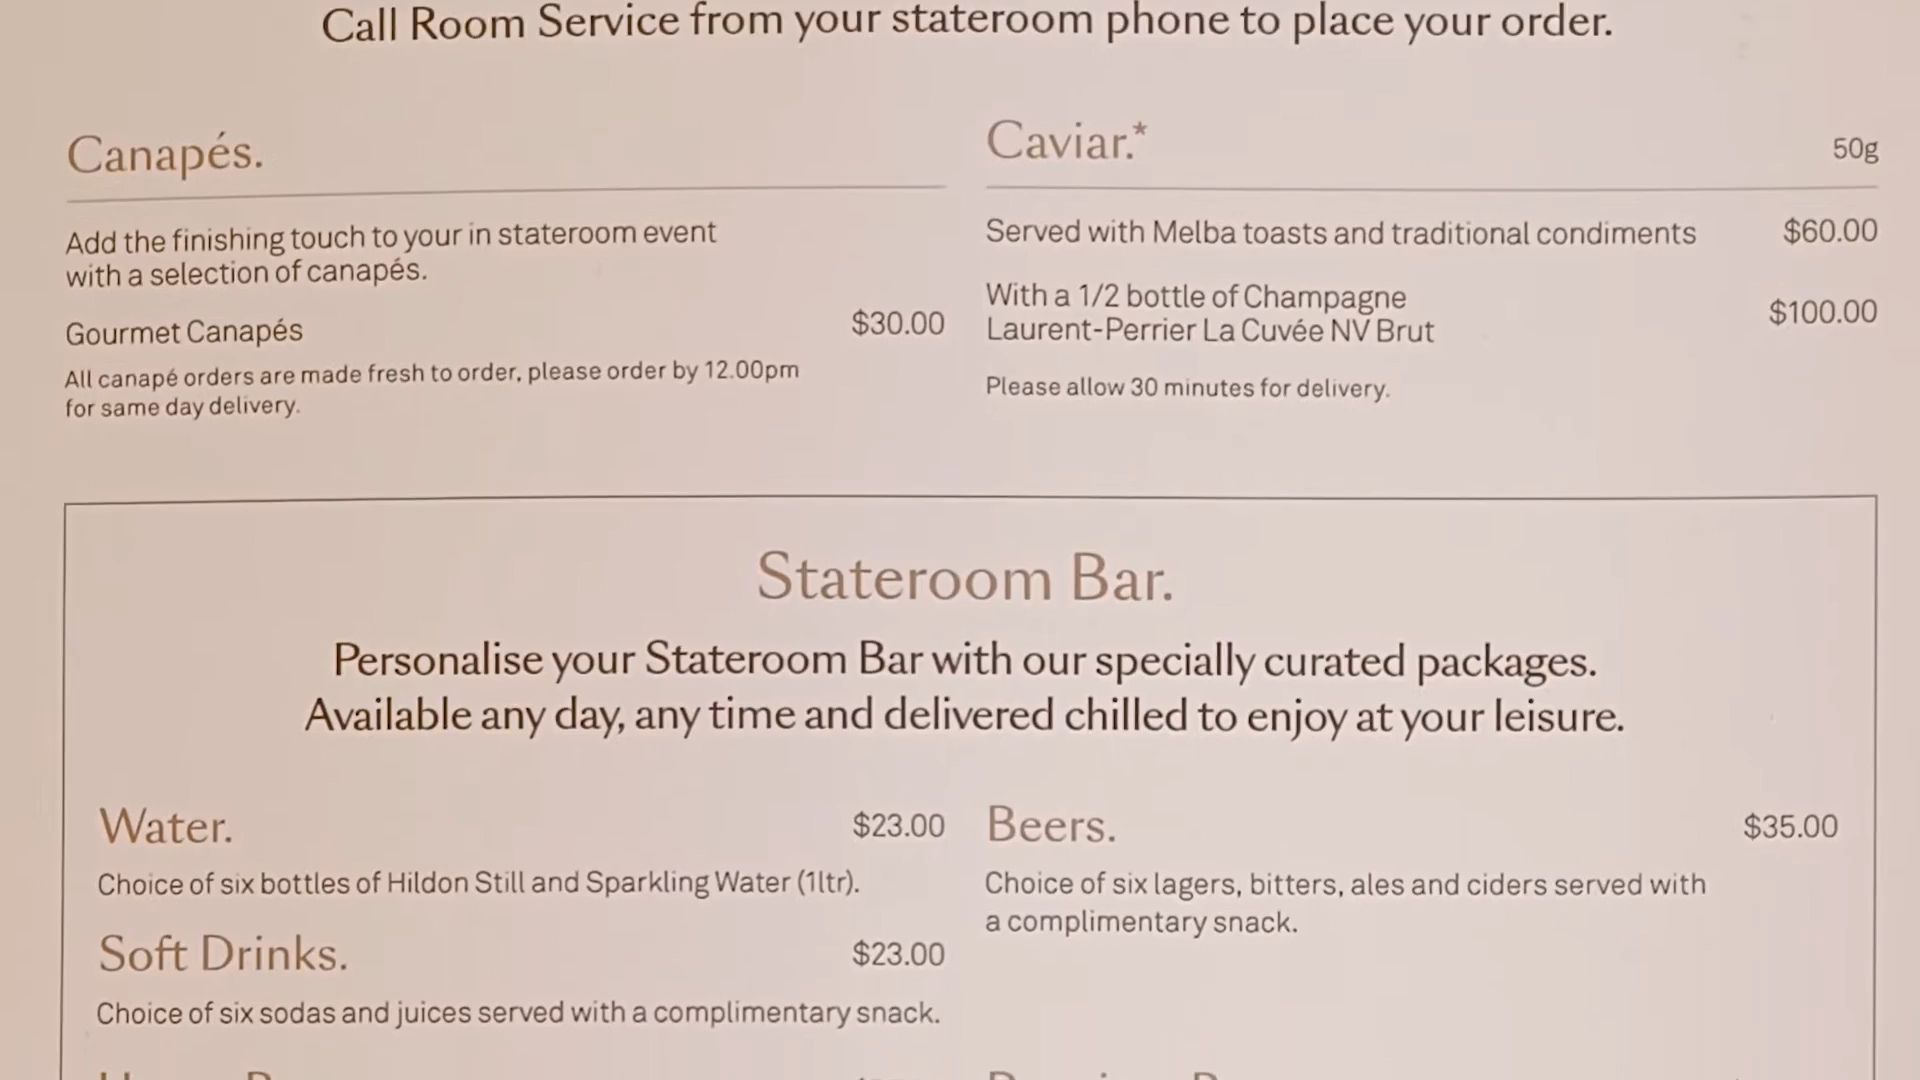 Call Room Service from your stateroom phone to place your order.
Canapés.
Add the finishing touch to your in stateroom event
with a selection of canapés.
Gourmet Canapés $30.00
All canapé orders are made fresh to order, please order by 12.00pm
for same day delivery.
Caviar.* 50g
Served with Melba toasts and traditional condiments $60.00
With a 1/2 bottle of Champagne
Laurent-Perrier La Cuvée NV Brut $100.00
Please allow 30 minutes for delivery.
Stateroom Bar.
Personalise your Stateroom Bar with our specially curated packages.
Available any day, any time and delivered chilled to enjoy at your leisure.
Water. $23.00
Choice of six bottles of Hildon Still and Sparkling Water (1ltr).
Soft Drinks. $23.00
Choice of six sodas and juices served with a complimentary snack.
Beers. $35.00
Choice of six lagers, bitters, ales and ciders served with
a complimentary snack.